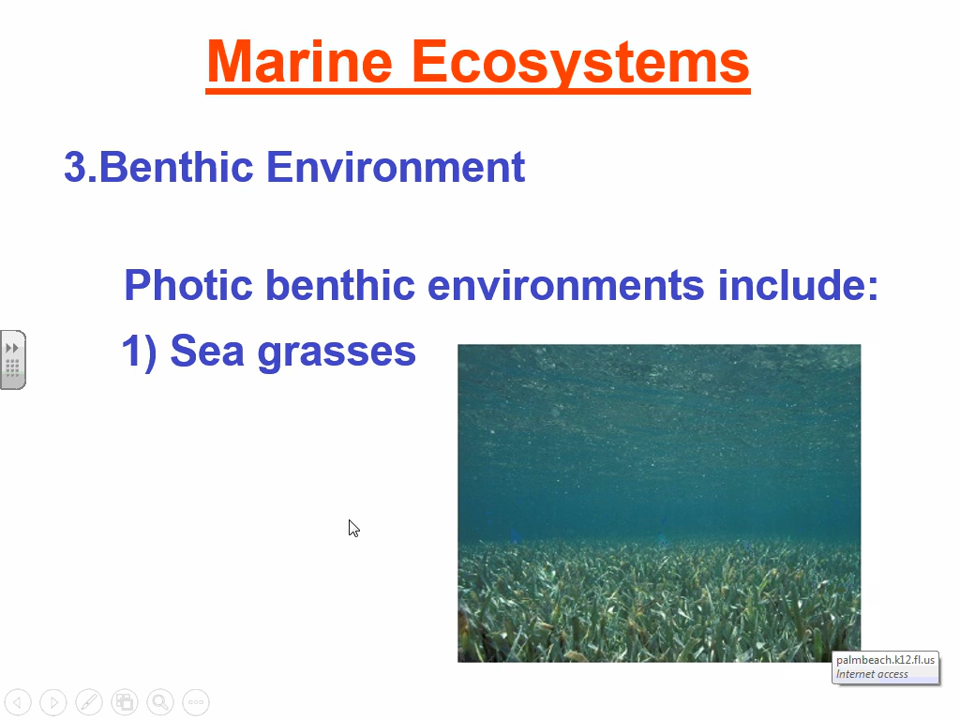 Marine Ecosystems
3.Benthic Environment
Photic benthic environments include:
1) Sea grasses
palmbeach.k12.fl.us
Internet access